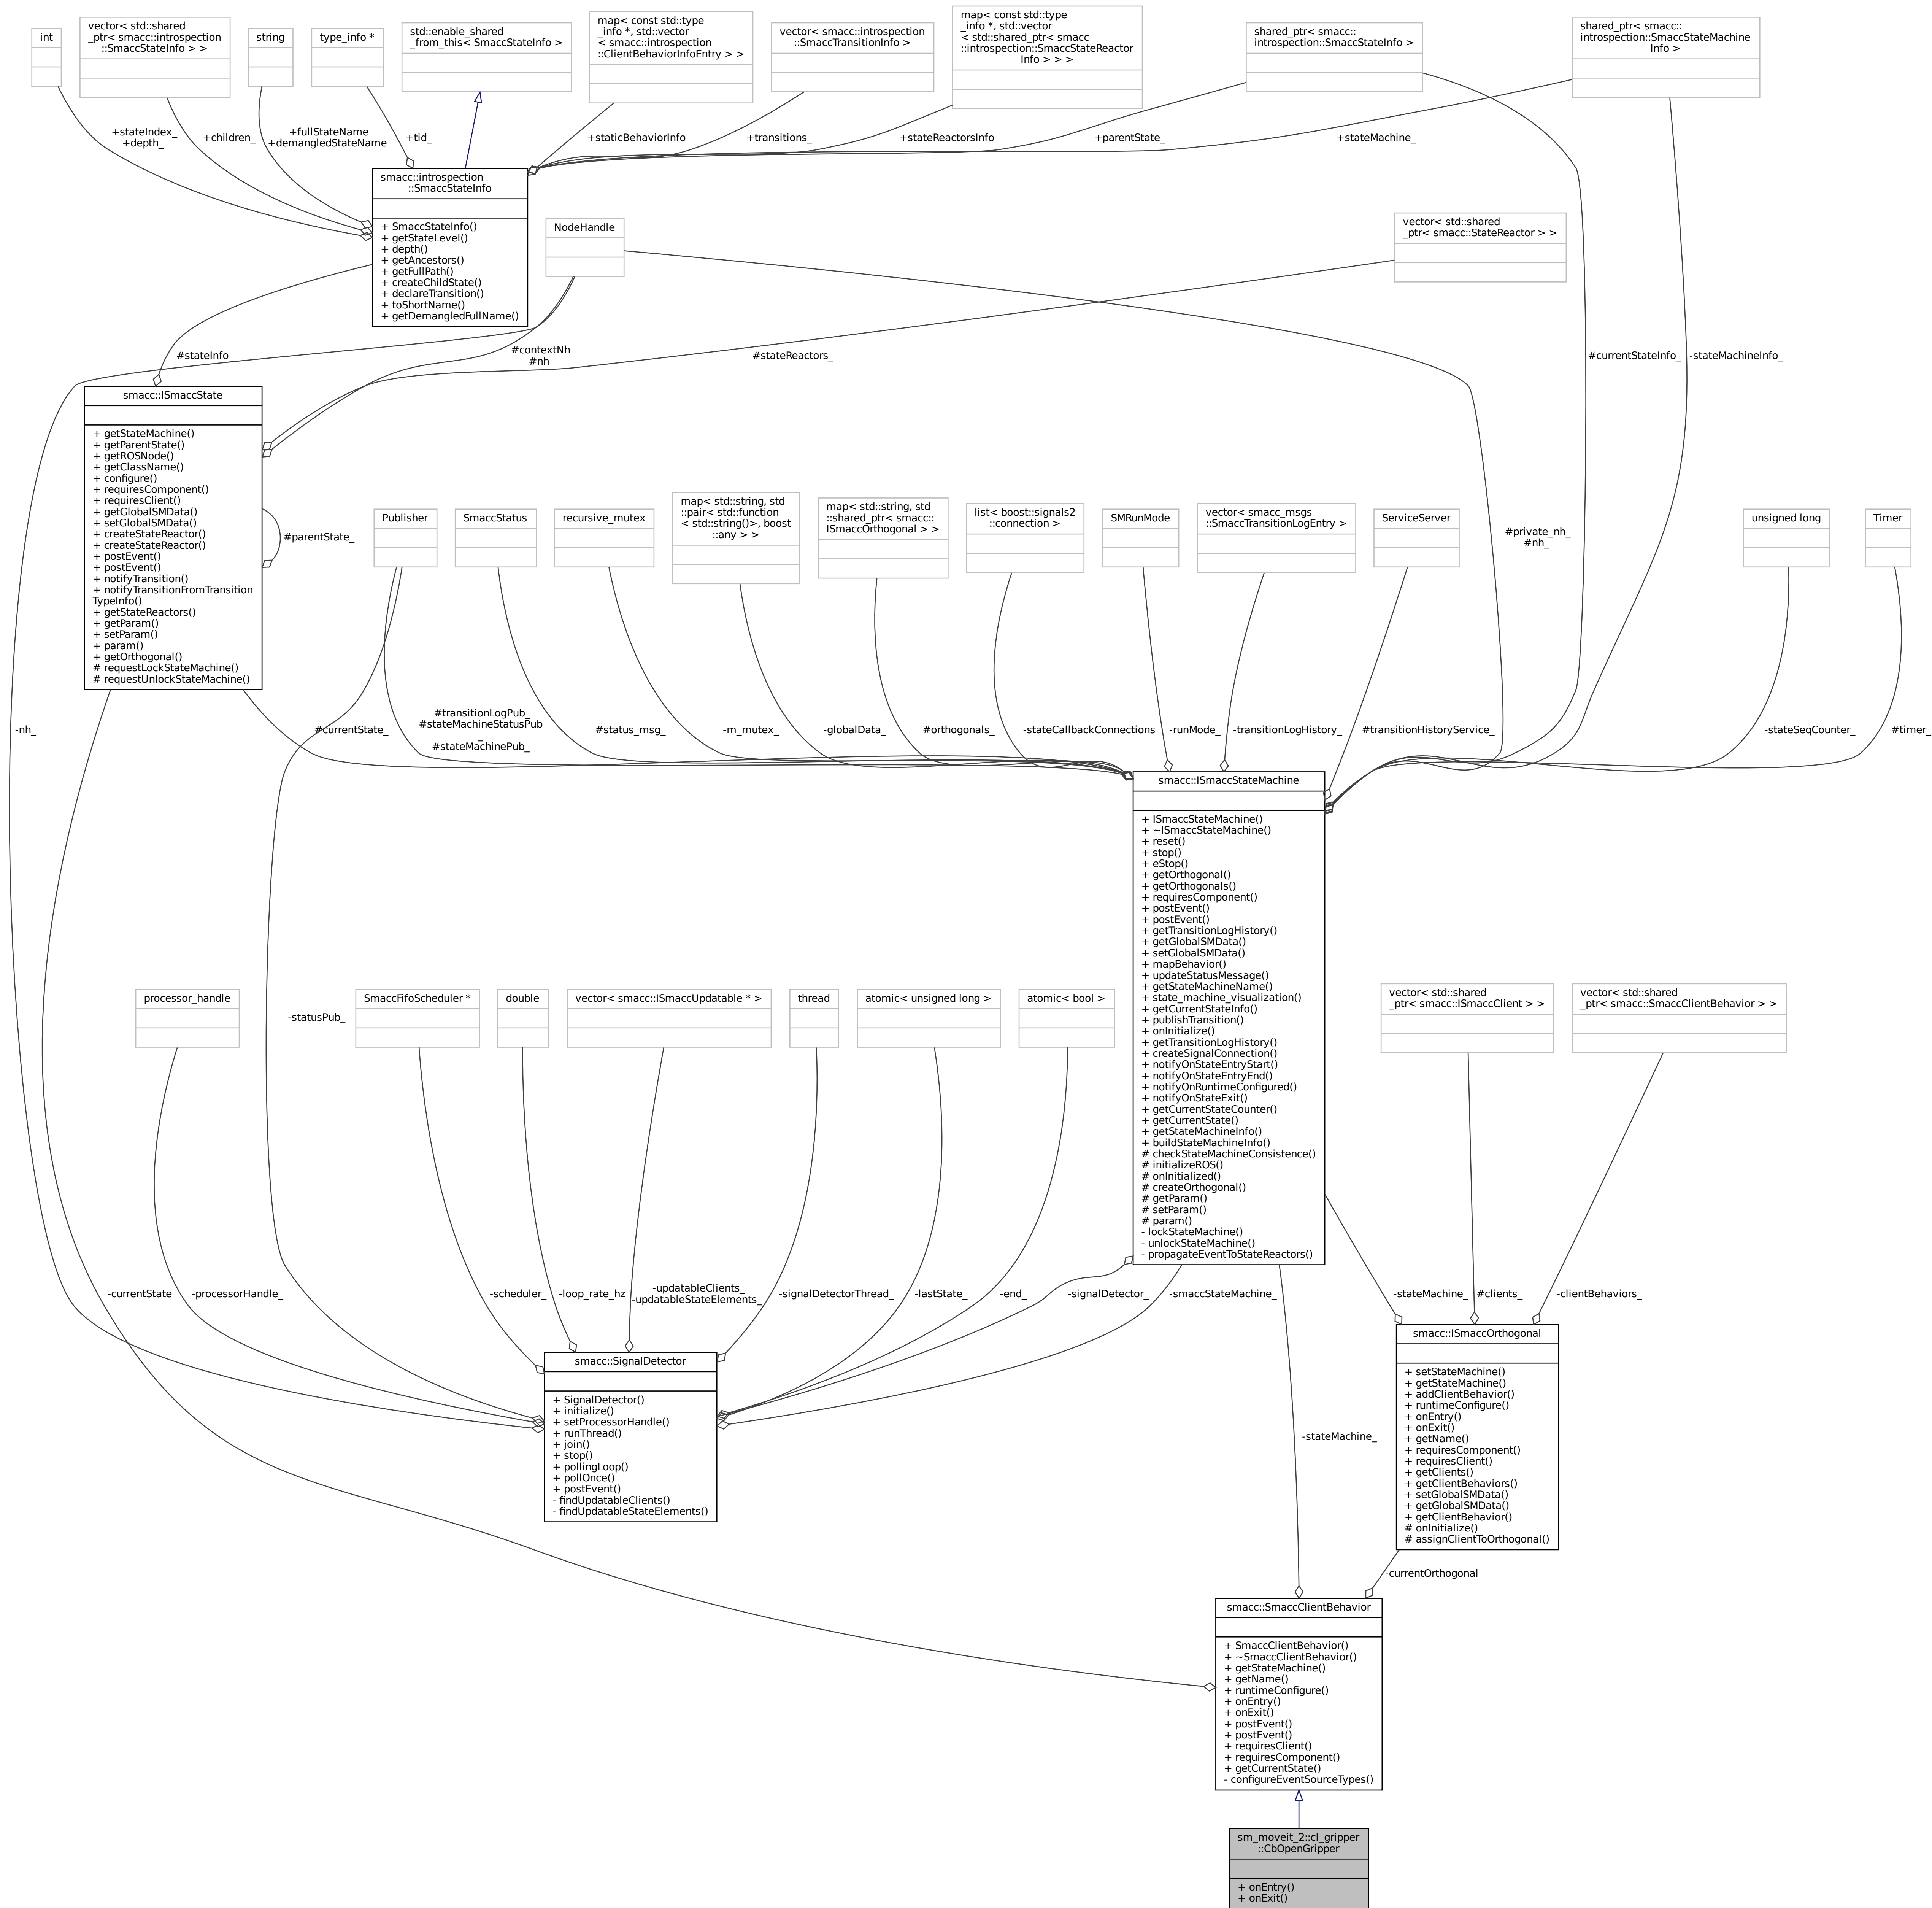 int
vector< std::shared
_ptr< smacc::introspection
::SmaccStateInfo > >
string
type_info *
std::enable_shared
_from_this< SmaccStateInfo >
map< const std::type
_info *, std::vector
< smacc::introspection
::ClientBehaviorInfoEntry > >
vector< smacc::introspection
::SmaccTransitionInfo >
map< const std::type
_info *, std::vector
< std::shared_ptr< smacc
::introspection::SmaccStateReactor
Info > > >
shared_ptr< smacc::
introspection::SmaccStateInfo >
shared_ptr< smacc::
introspection::SmaccStateMachine
Info >
+stateIndex_
+depth_
+children_
+fullStateName
+demangledStateName
+tid_
+staticBehaviorInfo
+transitions_
+stateReactorsInfo
+parentState_
+stateMachine_
smacc::introspection
::SmaccStateInfo
+ SmaccStateInfo()
+ getStateLevel()
+ depth()
+ getAncestors()
+ getFullPath()
+ createChildState()
+ declareTransition()
+ toShortName()
+ getDemangledFullName()
NodeHandle
vector< std::shared
_ptr< smacc::StateReactor > >
#stateInfo_
#contextNh
#nh
#stateReactors_
#currentStateInfo_
-stateMachineInfo_
smacc::ISmaccState
+ getStateMachine()
+ getParentState()
+ getROSNode()
+ getClassName()
+ configure()
+ requiresComponent()
+ requiresClient()
+ getGlobalSMData()
+ setGlobalSMData()
+ createStateReactor()
+ createStateReactor()
+ postEvent()
+ postEvent()
+ notifyTransition()
+ notifyTransitionFromTransition
TypeInfo()
+ getStateReactors()
+ getParam()
+ setParam()
+ param()
+ getOrthogonal()
# requestLockStateMachine()
# requestUnlockStateMachine()
#parentState_
Publisher
SmaccStatus
recursive_mutex
map< std::string, std
::pair< std::function
< std::string()>, boost
::any > >
map< std::string, std
::shared_ptr< smacc::
ISmaccOrthogonal > >
list< boost::signals2
::connection >
SMRunMode
vector< smacc_msgs
::SmaccTransitionLogEntry >
ServiceServer
#private_nh_
#nh_
unsigned long
Timer
-nh_
#currentState_
#transitionLogPub_
#stateMachineStatusPub
_
#stateMachinePub_
#status_msg_
-m_mutex_
-globalData_
#orthogonals_
-stateCallbackConnections
-runMode_
-transitionLogHistory_
#transitionHistoryService_
-stateSeqCounter_
#timer_
smacc::ISmaccStateMachine
+ ISmaccStateMachine()
+ ~ISmaccStateMachine()
+ reset()
+ stop()
+ eStop()
+ getOrthogonal()
+ getOrthogonals()
+ requiresComponent()
+ postEvent()
+ postEvent()
+ getTransitionLogHistory()
+ getGlobalSMData()
+ setGlobalSMData()
+ mapBehavior()
+ updateStatusMessage()
+ getStateMachineName()
+ state_machine_visualization()
+ getCurrentStateInfo()
+ publishTransition()
+ onInitialize()
+ getTransitionLogHistory()
+ createSignalConnection()
+ notifyOnStateEntryStart()
+ notifyOnStateEntryEnd()
+ notifyOnRuntimeConfigured()
+ notifyOnStateExit()
+ getCurrentStateCounter()
+ getCurrentState()
+ getStateMachineInfo()
+ buildStateMachineInfo()
# checkStateMachineConsistence()
# initializeROS()
# onInitialized()
# createOrthogonal()
# getParam()
# setParam()
# param()
- lockStateMachine()
- unlockStateMachine()
- propagateEventToStateReactors()
processor_handle
-statusPub_
SmaccFifoScheduler *
double
vector< smacc::ISmaccUpdatable * >
thread
atomic< unsigned long >
atomic< bool >
vector< std::shared
_ptr< smacc::ISmaccClient > >
vector< std::shared
_ptr< smacc::SmaccClientBehavior > >
-currentState
-processorHandle_
-scheduler_
-loop_rate_hz
-updatableClients_
-updatableStateElements_
-signalDetectorThread_
-lastState_
-end_
-signalDetector_
-smaccStateMachine_
-stateMachine_
#clients_
-clientBehaviors_
smacc::SignalDetector
+ SignalDetector()
+ initialize()
+ setProcessorHandle()
+ runThread()
+ join()
+ stop()
+ pollingLoop()
+ pollOnce()
+ postEvent()
- findUpdatableClients()
- findUpdatableStateElements()
smacc::ISmaccOrthogonal
+ setStateMachine()
+ getStateMachine()
+ addClientBehavior()
+ runtimeConfigure()
+ onEntry()
+ onExit()
+ getName()
+ requiresComponent()
+ requiresClient()
+ getClients()
+ getClientBehaviors()
+ setGlobalSMData()
+ getGlobalSMData()
+ getClientBehavior()
# onInitialize()
# assignClientToOrthogonal()
-stateMachine_
-currentOrthogonal
smacc::SmaccClientBehavior
+ SmaccClientBehavior()
+ ~SmaccClientBehavior()
+ getStateMachine()
+ getName()
+ runtimeConfigure()
+ onEntry()
+ onExit()
+ postEvent()
+ postEvent()
+ requiresClient()
+ requiresComponent()
+ getCurrentState()
- configureEventSourceTypes()
sm_moveit_2::cl_gripper
::CbOpenGripper
+ onEntry()
+ onExit()